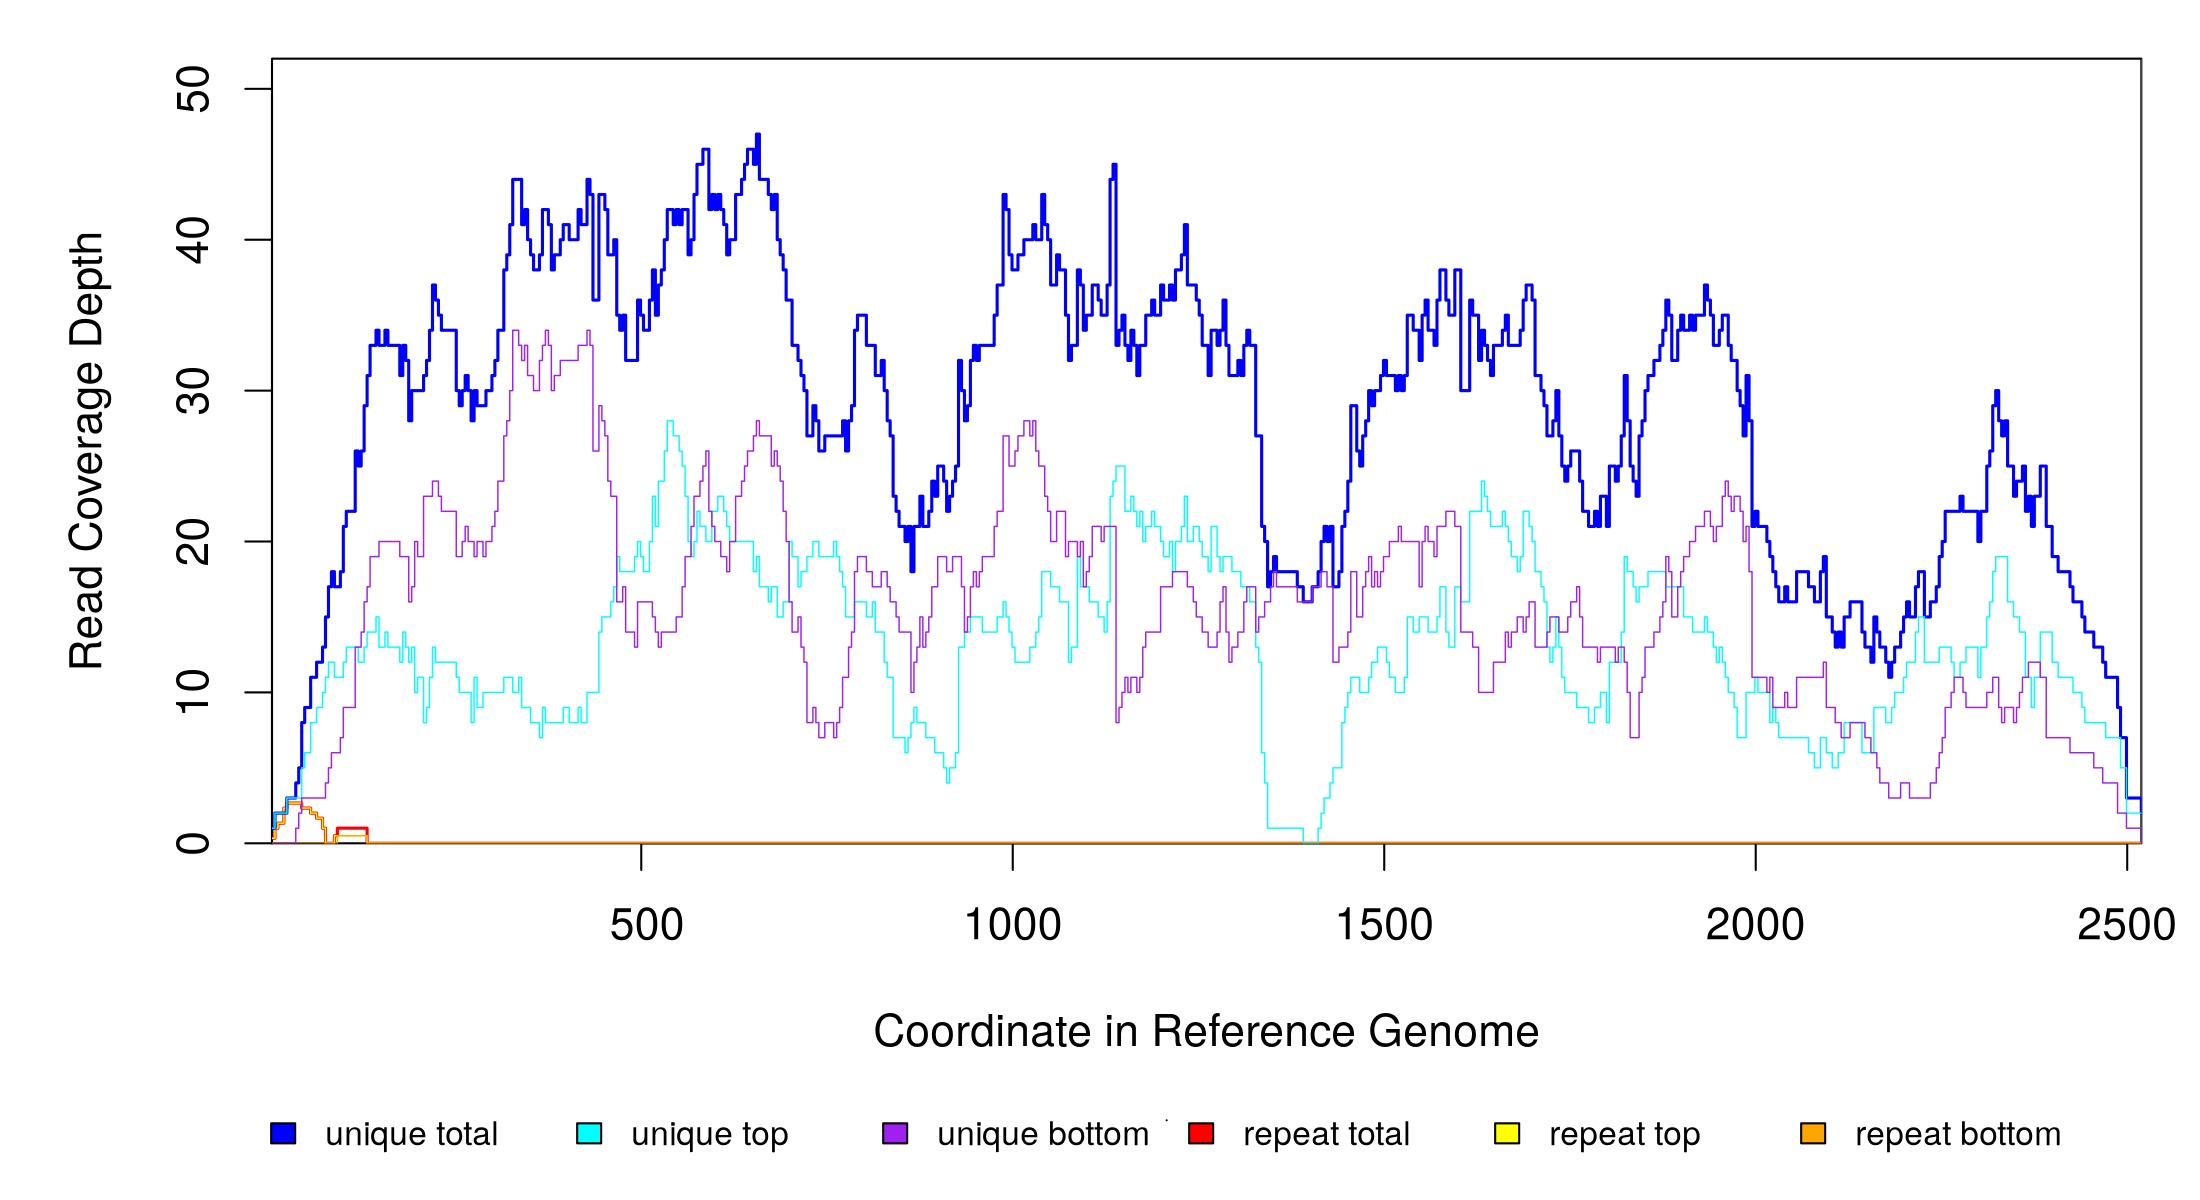 50
40
30
20
10
0
Read Coverage Depth
500 1000 1500 2000 2500
Coordinate in Reference Genome
unique total unique top unique bottom repeat total repeat top repeat bottom